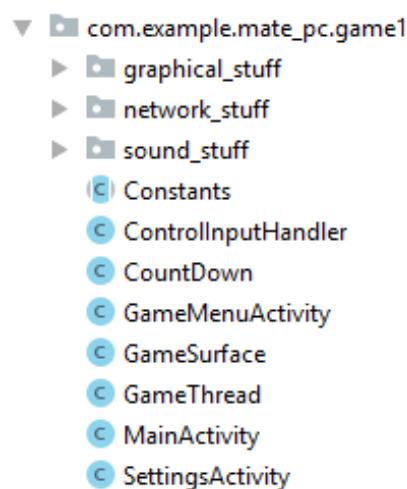 com.example.mate_pc.game1
graphical_stuff
network_stuff
sound_stuff
Constants
ControlInputHandler
CountDown
GameMenuActivity
GameSurface
GameThread
MainActivity
SettingsActivity